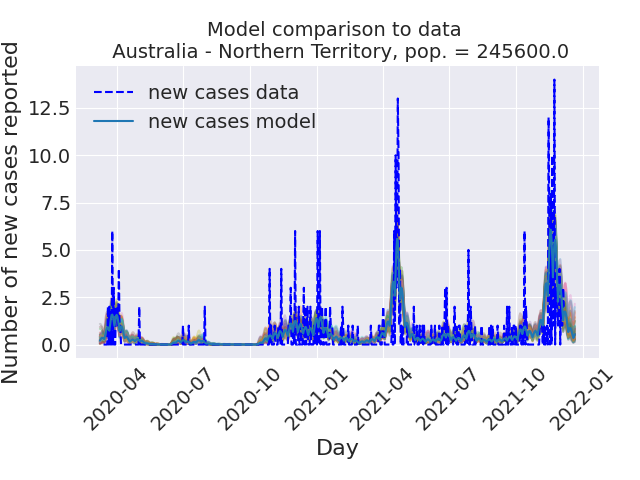 Model comparison to data
Australia - Northern Territory, pop. = 245600.0
new cases data
new cases model
Number of new cases reported
12.5
10.0
7.5
5.0
2.5
0.0
2020-04
2020-07
2020-10
2021-01
2021-04
2021-07
2021-10
2022-01
Day